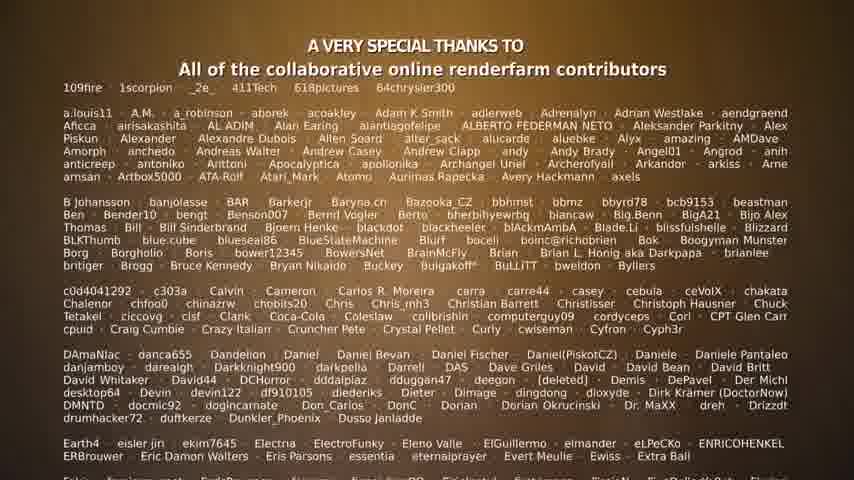 A VERY SPECIAL THANKS TO
All of the collaborative online renderfarm contributors
109fire · 1scorpion · _2e_ · 411Tech · 618pictures · 64chrysler300
a.louis11 · A.M. · a_robinson · aborek · acoakley · Adam K Smith · adlerweb · Adrenalyn · Adrian Westlake · aendgraend
Aficca · airisakashita · AL ADIM · Alan Earing · alantiagofelipe · ALBERTO FEDERMAN NETO · Aleksander Parkitny · Alex
Piskun · Alexander · Alexandre Dubois · Allen Seard · alter_sack · alucarde · aluebke · Alyx · amazing · AMDave
Amorph · anchedo · Andreas Walter · Andrew Casey · Andrew Clapp · andy · Andy Brady · Angel01 · Angrod · anih
anticreep · antoniko · Anttoni · Apocalyptica · apollonika · Archangel Uriel · Archerofyall · Arkandor · arkiss · Arne
amsan · Artbox5000 · ATA-Rolf · Atari_Mark · Atomo · Aurimas Rapecka · Avery Hackmann · axels
B Johansson · banjolasse · BAR · Barkerjr · Baryna.cn · Bazooka_CZ · bbhmst · bbmz · bbyrd78 · bcb9153 · beastman
Ben · Bender10 · bengt · Benson007 · Bernd Vogler · Berto · bherbihyewrbg · biancaw · Big.Benn · BigA21 · Bijo Alex
Thomas · Bill · Bill Sinderbrand · Bjoern Henke · blackdot · blackheeler · blAckmAmbA · Blade.Li · blissfulshelle · Blizzard
BLKThumb · blue.cube · blueseal86 · BlueStateMachine · Blurf · boceli · boinc@richobrien · Bok · Boogyman Munster
Borg · Borgholio · Boris · bower12345 · BowersNet · BrainMcFly · Brian · Brian L. Honig aka Darkpapa · brianlee
bntiger · Brogg · Bruce Kennedy · Bryan Nikaido · Buckey · Bulgakoff* · BuLLiTT · bweldon · Byllers
c0d4041292 · c303a · Calvin · Cameron · Carlos R. Moreira · carra · carre44 · casey · cebula · ceVolX · chakata
Chalenor · chfoo0 · chinazrw · chobits20 · Chris · Chris_mh3 · Christian Barrett · Christisser · Christoph Hausner · Chuck
Tetakel · ciccovg · clsf · Clank · Coca-Cola · Coleslaw · colibrishin · computerguy09 · cordyceps · Corl · CPT Glen Carr
cpuid · Craig Cumbie · Crazy Italian · Cruncher Pete · Crystal Pellet · Curly · cwiseman · Cyfron · Cyph3r
DAmaNiac · danca655 · Dandelion · Daniel · Daniel Bevan · Daniel Fischer · Daniel(PiskotCZ) · Daniele · Daniele Pantaleo
danjamboy · darealgh · Darkknight900 · darkpella · Darrell · DAS · Dave Griles · David · David Bean · David Britt
David Whitaker · David44 · DCHorror · dddalplaz · dduggan47 · deegon · [deleted] · Demis · DePavel · Der Michl
desktop64 · Devin · devin122 · df910105 · diederiks · Dieter · Dimage · dingdong · dioxyde · Dirk Krämer (DoctorNow)
DMNTD · docmic92 · dogincarnate · Don_Carlos · DonC · Dorian · Dorian Okrucinski · Dr. MaXX · dreh · Drizzdt
drumhacker72 · duftkerze · Dunkler_Phoenix · Dusso Janladde
Earth4 · eisler jin · ekim7645 · Electna · ElectroFunky · Eleno Valle · ElGuillermo · elmander · eLPeCKo · ENRICOHENKEL
ERBrouwer · Eric Damon Walters · Eris Parsons · essentia · eternalprayer · Evert Meulie · Ewiss · Extra Ball